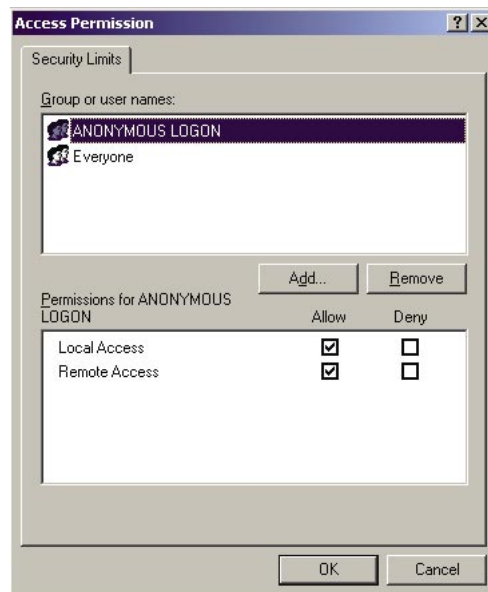 Access Permission
Security Limits
Group or user names:
ANONYMOUS LOGON
Everyone
Add... Remove
Permissions for ANONYMOUS
LOGON Allow Deny
Local Access
Remote Access
OK Cancel